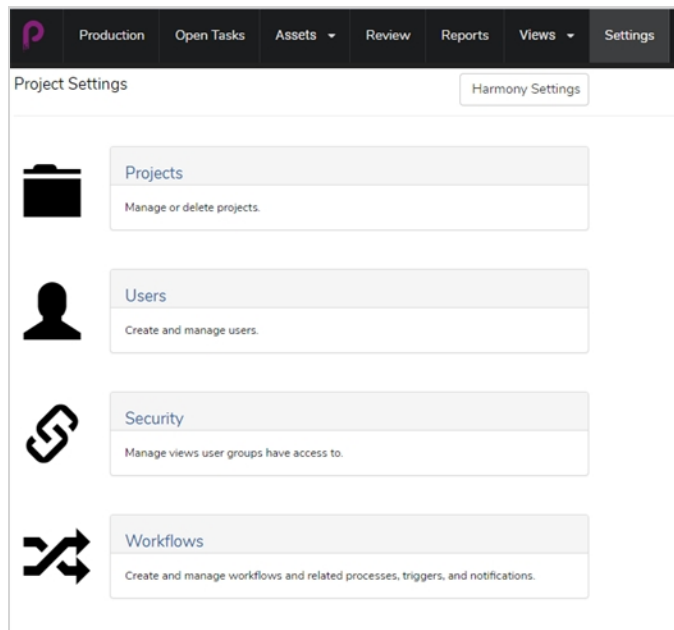 Production Open Tasks Assets Review Reports Views Settings
Project Settings Harmony Settings
Projects
Manage or delete projects.
Users
Create and manage users.
Security
Manage views user groups have access to.
Workflows
Create and manage workflows and related processes, triggers, and notifications.